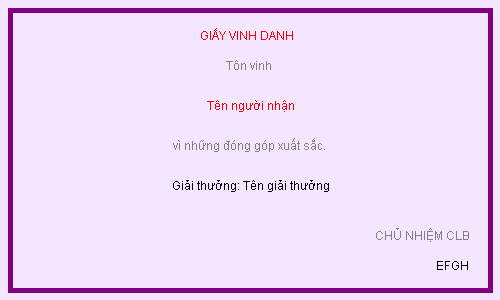 GIẤY VINH DANH
Tôn vinh
Tên người nhận
vì những đóng góp xuất sắc.
Giải thưởng: Tên giải thưởng
CHỦ NHIỆM CLB
EFGH